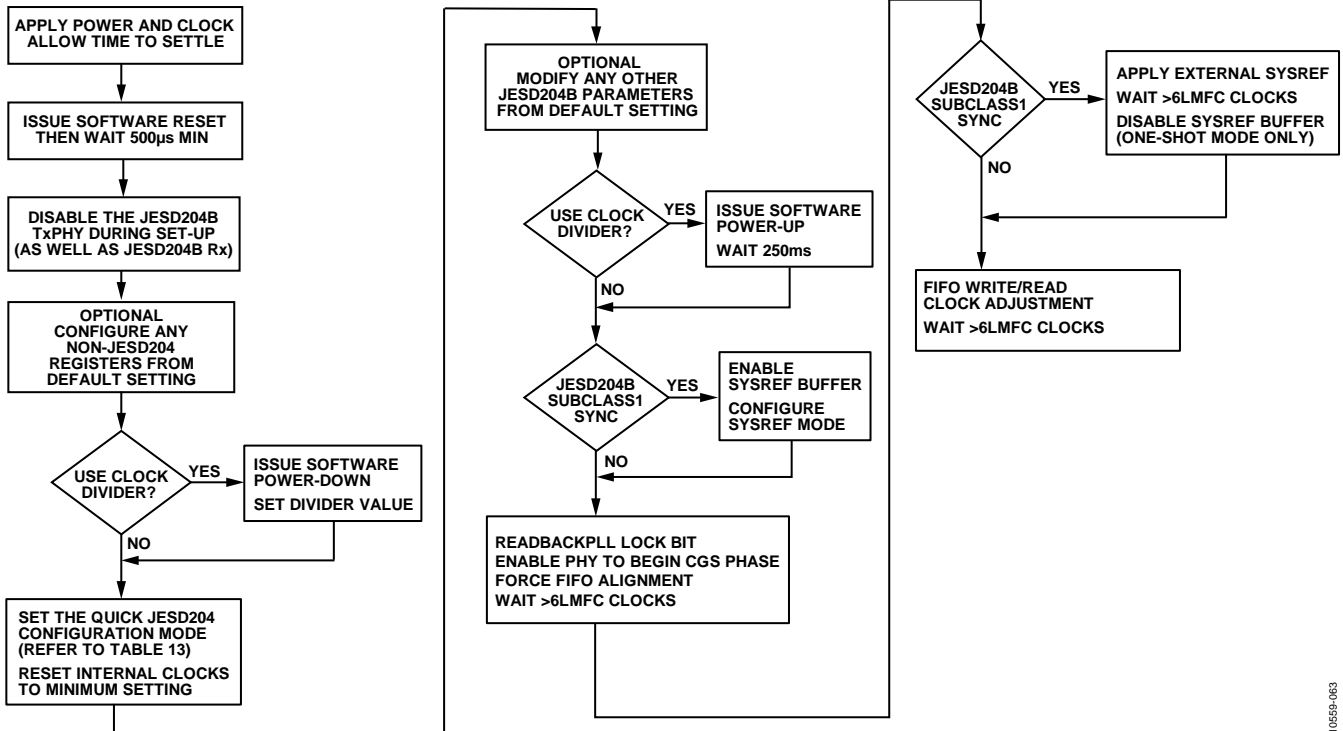 APPLY POWER AND CLOCK
ALLOW TIME TO SETTLE
ISSUE SOFTWARE RESET
THEN WAIT 500µs MIN
DISABLE THE JESD204B
TxPHY DURING SET-UP
(AS WELL AS JESD204B Rx)
OPTIONAL
CONFIGURE ANY
NON-JESD204
REGISTERS FROM
DEFAULT SETTING
USE CLOCK
DIVIDER?
YES
ISSUE SOFTWARE
POWER-DOWN
SET DIVIDER VALUE
NO
SET THE QUICK JESD204
CONFIGURATION MODE
(REFER TO TABLE 13)
RESET INTERNAL CLOCKS
TO MINIMUM SETTING
OPTIONAL
MODIFY ANY OTHER
JESD204B PARAMETERS
FROM DEFAULT SETTING
USE CLOCK
DIVIDER?
YES
ISSUE SOFTWARE
POWER-UP
WAIT 250ms
NO
JESD204B
SUBCLASS1
SYNC
YES
ENABLE
SYSREF BUFFER
CONFIGURE
SYSREF MODE
NO
READBACKPLL LOCK BIT
ENABLE PHY TO BEGIN CGS PHASE
FORCE FIFO ALIGNMENT
WAIT >6LMFC CLOCKS
JESD204B
SUBCLASS1
SYNC
YES
APPLY EXTERNAL SYSREF
WAIT >6LMFC CLOCKS
DISABLE SYSREF BUFFER
(ONE-SHOT MODE ONLY)
NO
FIFO WRITE/READ
CLOCK ADJUSTMENT
WAIT >6LMFC CLOCKS
10559-063